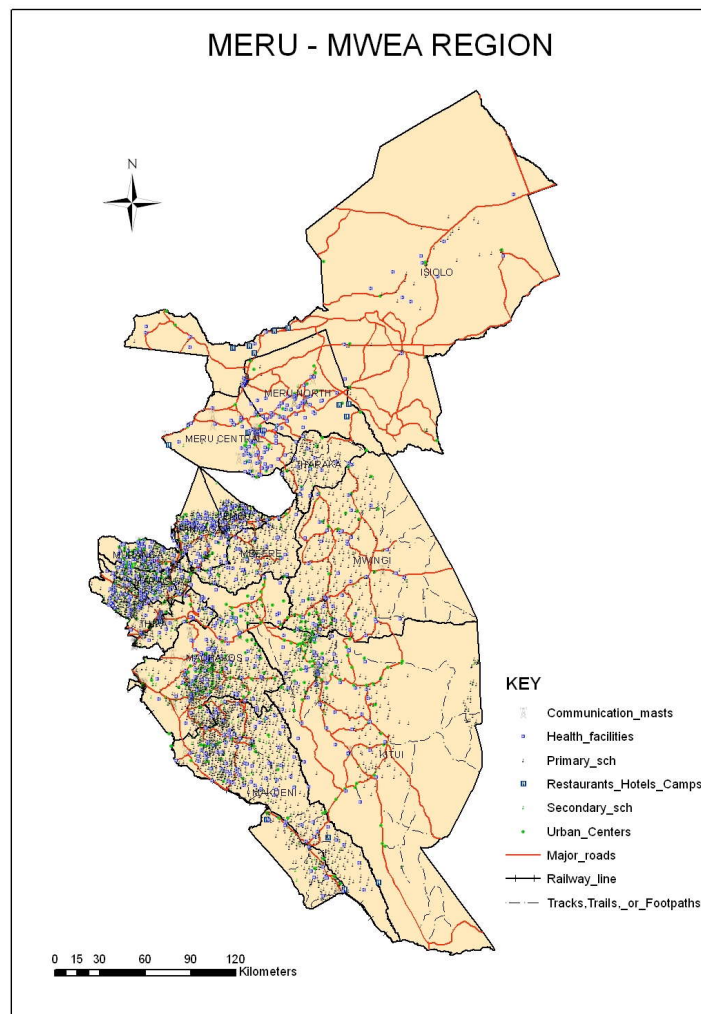 MERU - MWEA REGION
N
ISIOLO
MERU NORTH
MERU CENTRAL
THARAKA
MBEERE
MWINGI
MACHAKOS
KITUI
MAKUENI
KEY
Communication_masts
Health_facilities
Primary_sch
Restaurants_Hotels_Camps
Secondary_sch
Urban_Centers
Major_roads
Railway_line
Tracks,Trails,_or_Footpaths
0 15 30 60 90 120
Kilometers